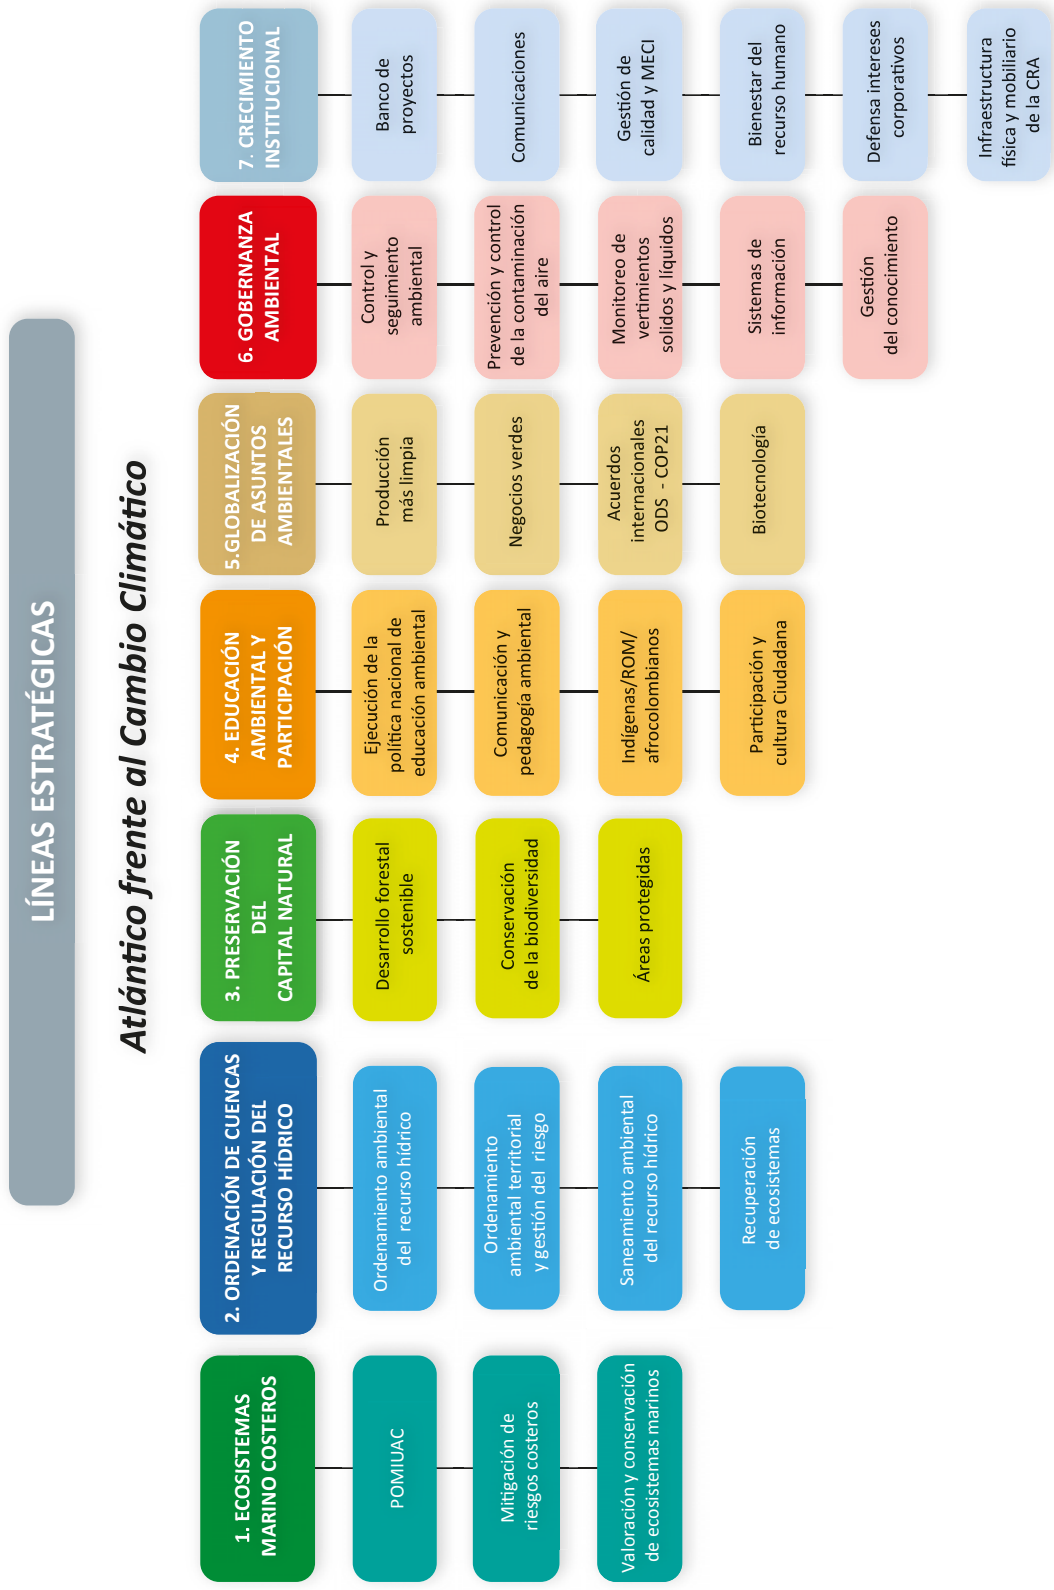 LÍNEAS ESTRATÉGICAS
Atlántico frente al Cambio Climático
1. ECOSISTEMAS
MARINO COSTEROS
POMIUAC
Mitigación de
riesgos costeros
Valoración y conservación
de ecosistemas marinos
2. ORDENACIÓN DE CUENCAS
Y REGULACIÓN DEL
RECURSO HÍDRICO
Ordenamiento ambiental
del recurso hídrico
Ordenamiento
ambiental territorial
y gestión del riesgo
Saneamiento ambiental
del recurso hídrico
Recuperación
de ecosistemas
3. PRESERVACIÓN
DEL
CAPITAL NATURAL
Desarrollo forestal
sostenible
Conservación
de la biodiversidad
Áreas protegidas
4. EDUCACIÓN
AMBIENTAL Y
PARTICIPACIÓN
Ejecución de la
política nacional de
educación ambiental
Comunicación y
pedagogía ambiental
Indígenas/ROM/
afrocolombianos
Participación y
cultura Ciudadana
5.GLOBALIZACIÓN
DE ASUNTOS
AMBIENTALES
Producción
más limpia
Negocios verdes
Acuerdos
internacionales
ODS - COP21
Biotecnología
6. GOBERNANZA
AMBIENTAL
Control y
seguimiento
ambiental
Prevención y control
de la contaminación
del aire
Monitoreo de
vertimientos
solidos y líquidos
Sistemas de
información
Gestión
del conocimiento
7. CRECIMIENTO
INSTITUCIONAL
Banco de
proyectos
Comunicaciones
Gestión de
calidad y MECI
Bienestar del
recurso humano
Defensa intereses
corporativos
Infraestructura
física y mobiliario
de la CRA